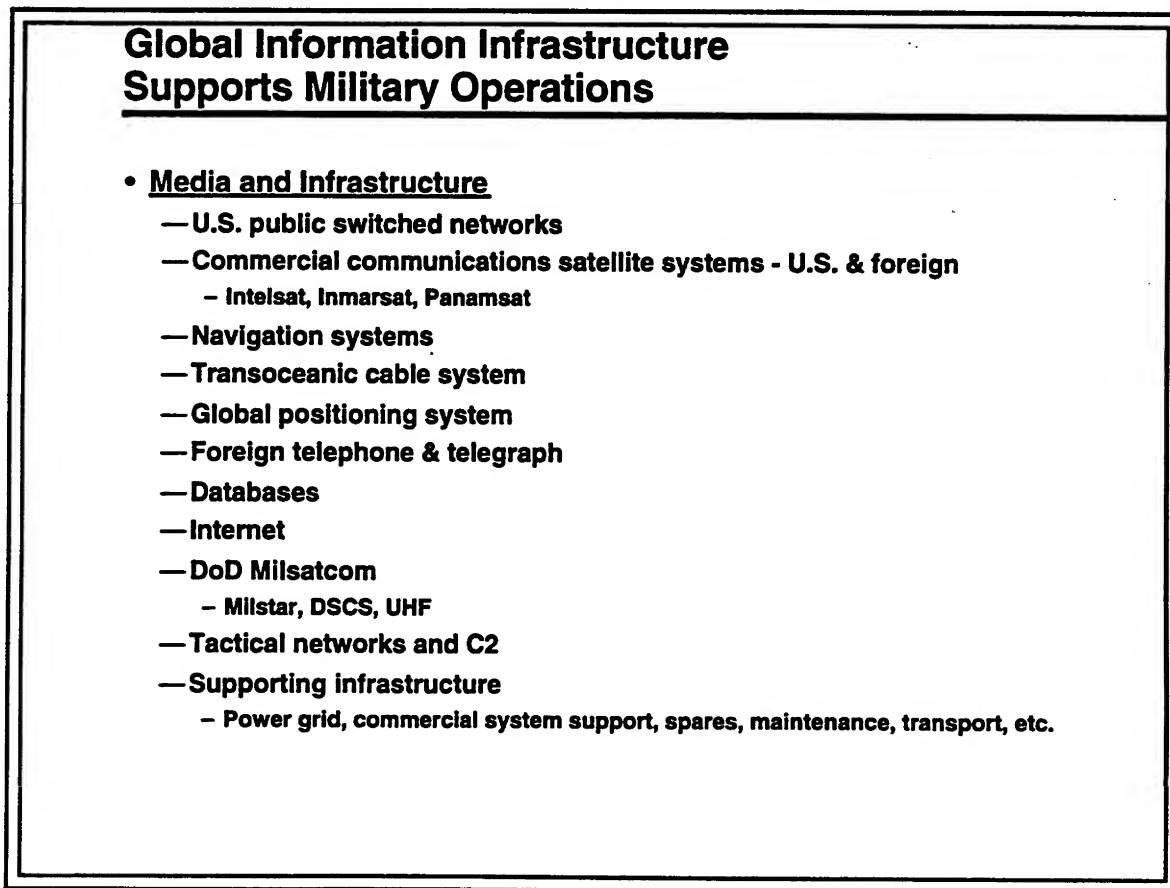 Global Information Infrastructure
Supports Military Operations
• Media and Infrastructure
—U.S. public switched networks
—Commercial communications satellite systems - U.S. & foreign
– Intelsat, Inmarsat, Panamsat
—Navigation systems
—Transoceanic cable system
—Global positioning system
—Foreign telephone & telegraph
—Databases
—Internet
—DoD Milsatcom
– Milstar, DSCS, UHF
—Tactical networks and C2
—Supporting infrastructure
– Power grid, commercial system support, spares, maintenance, transport, etc.